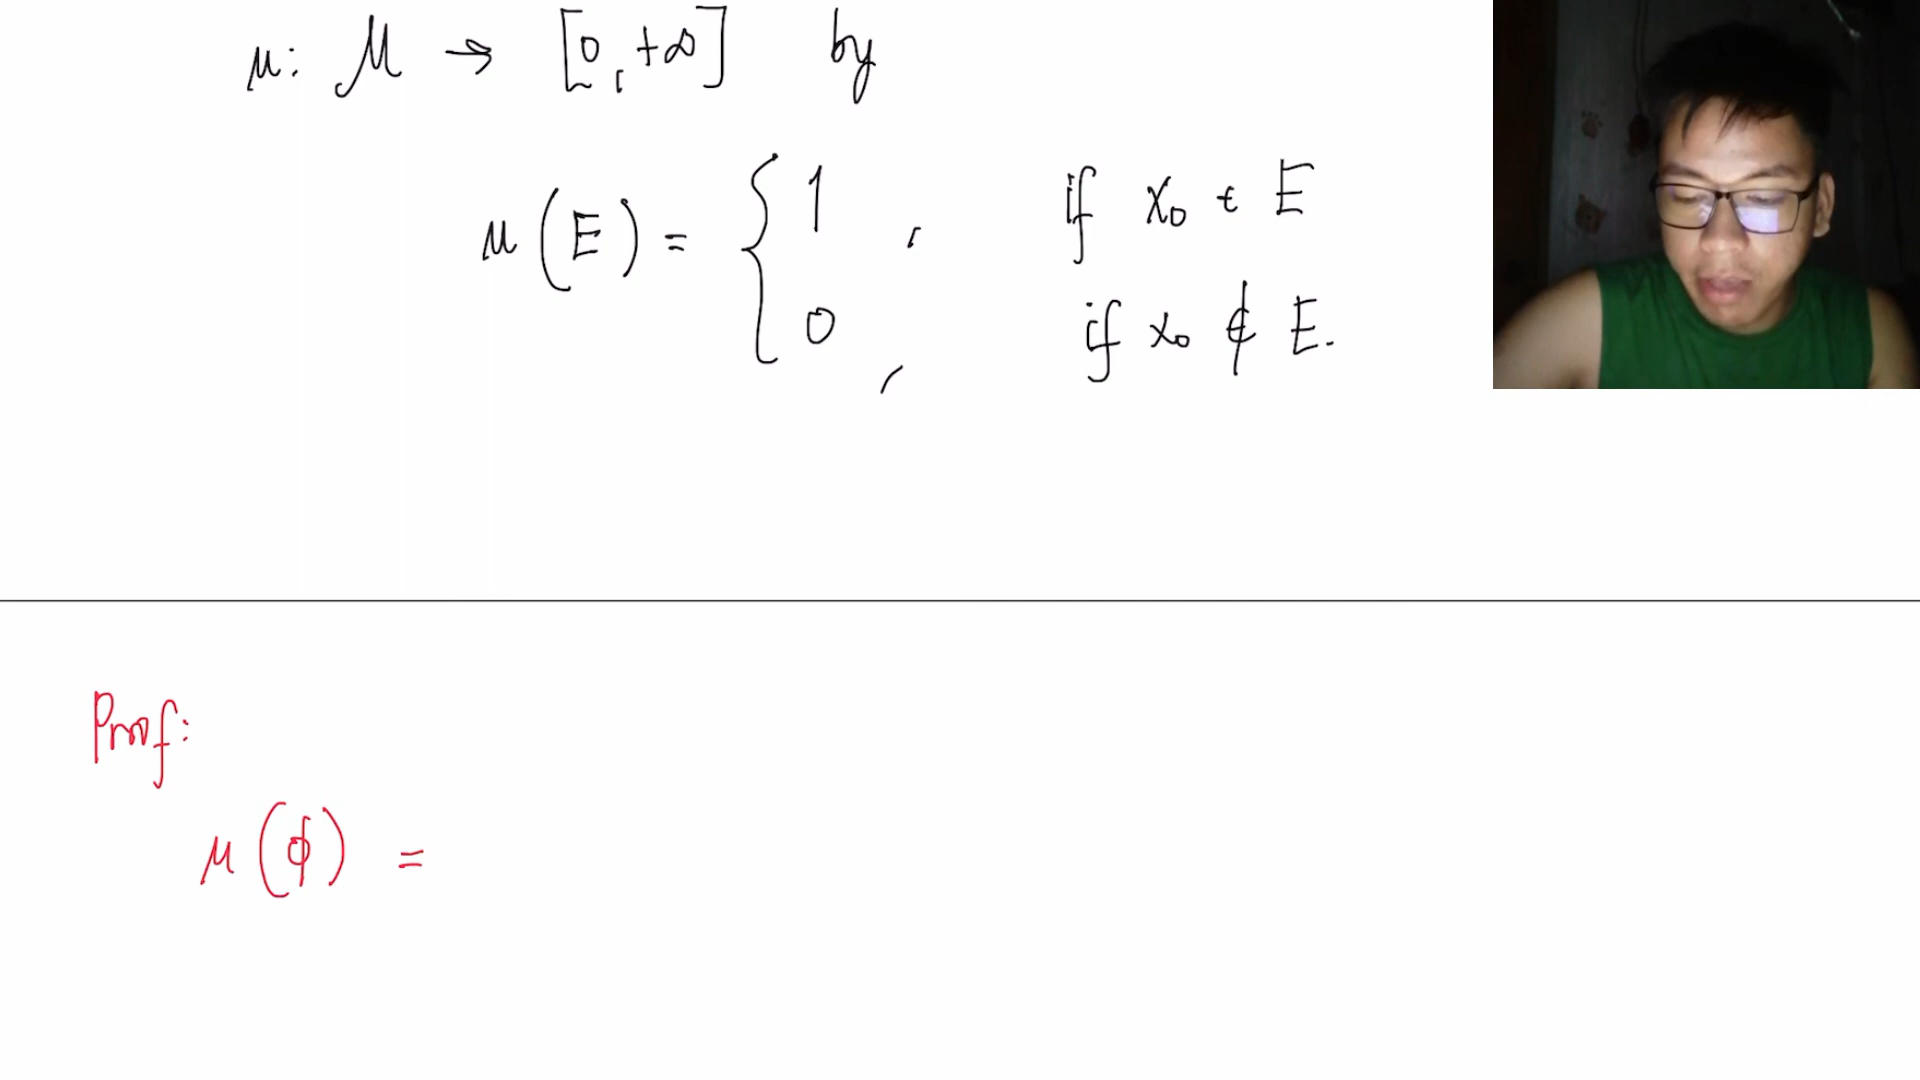 μ: M → [0, +∞] by
μ(E) = { 1, if x₀ ∈ E
0, if x₀ ∉ E.
Proof:
μ(ϕ) =